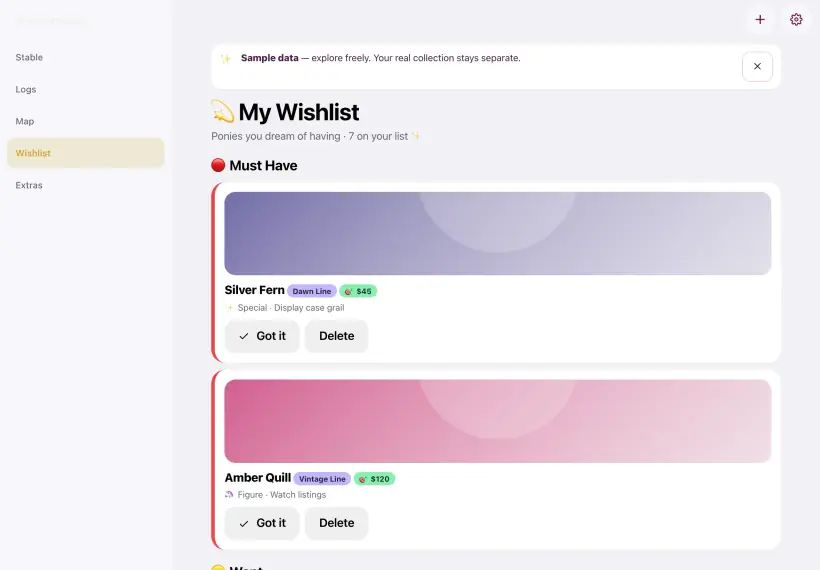 Stable
Logs
Map
Wishlist
Extras
Sample data — explore freely. Your real collection stays separate.
My Wishlist
Ponies you dream of having · 7 on your list
Must Have
Silver Fern Dawn Line $45
Special · Display case grail
Got it Delete
Amber Quill Vintage Line $120
Figure · Watch listings
Got it Delete